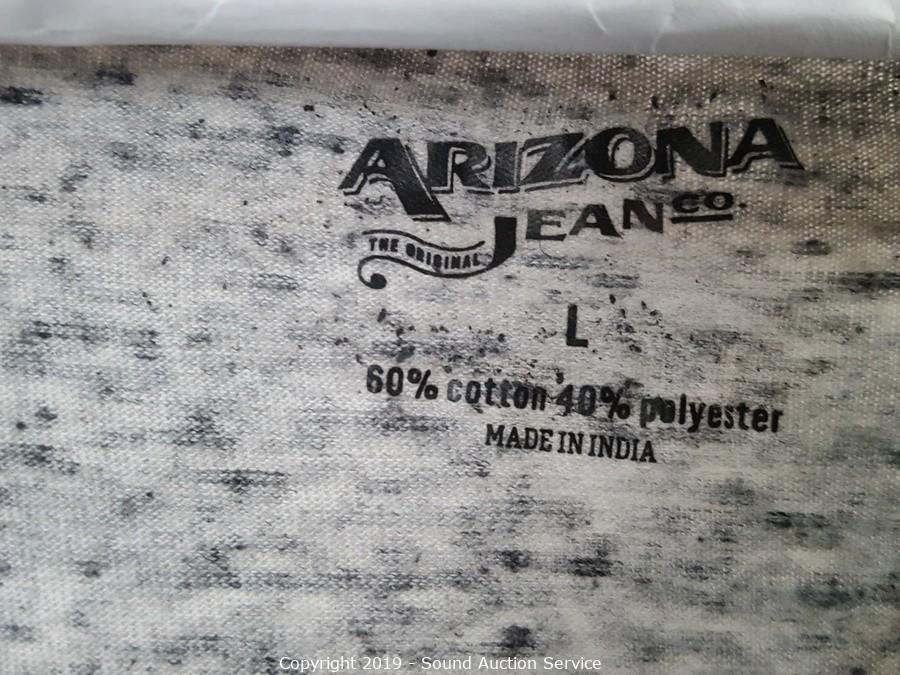 ARIZONA
JEAN CO.
THE ORIGINAL
L
60% cotton 40% polyester
MADE IN INDIA
Copyright 2019 - Sound Auction Service